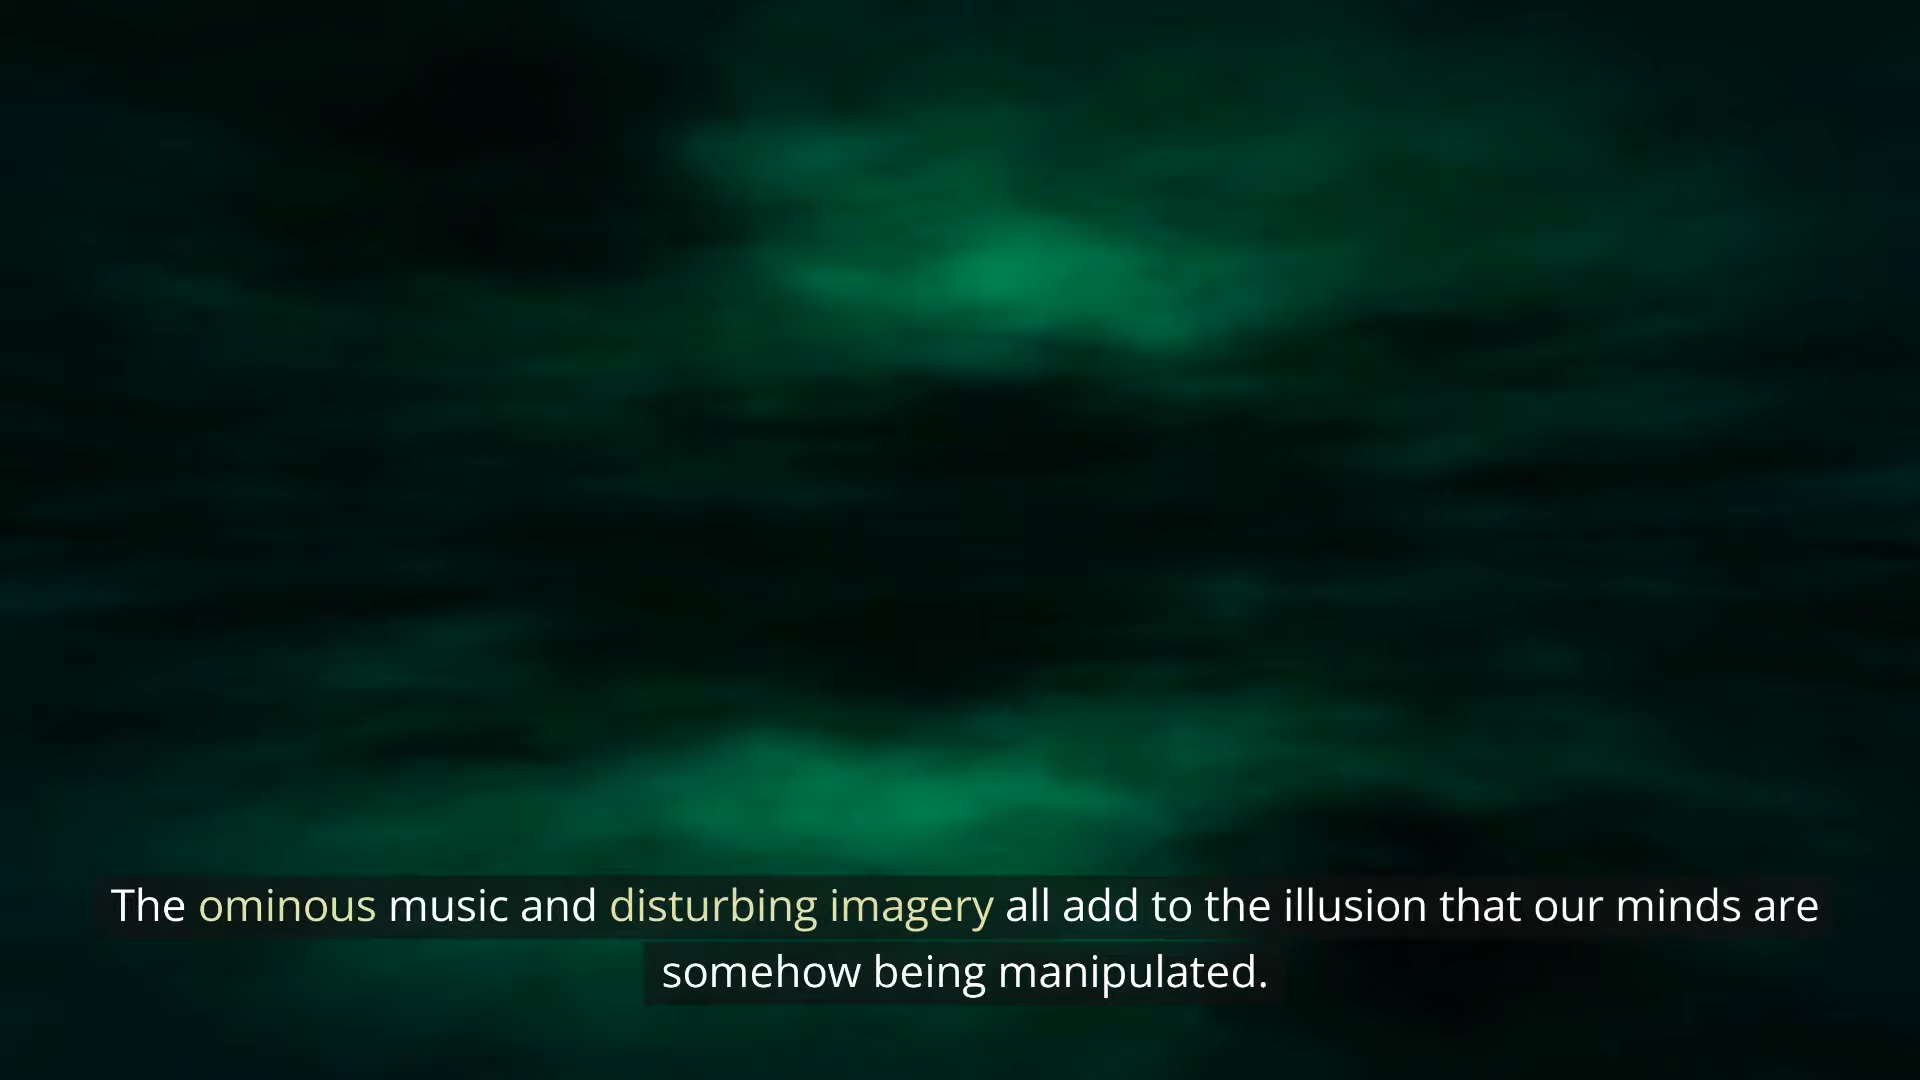 The ominous music and disturbing imagery all add to the illusion that our minds are
somehow being manipulated.